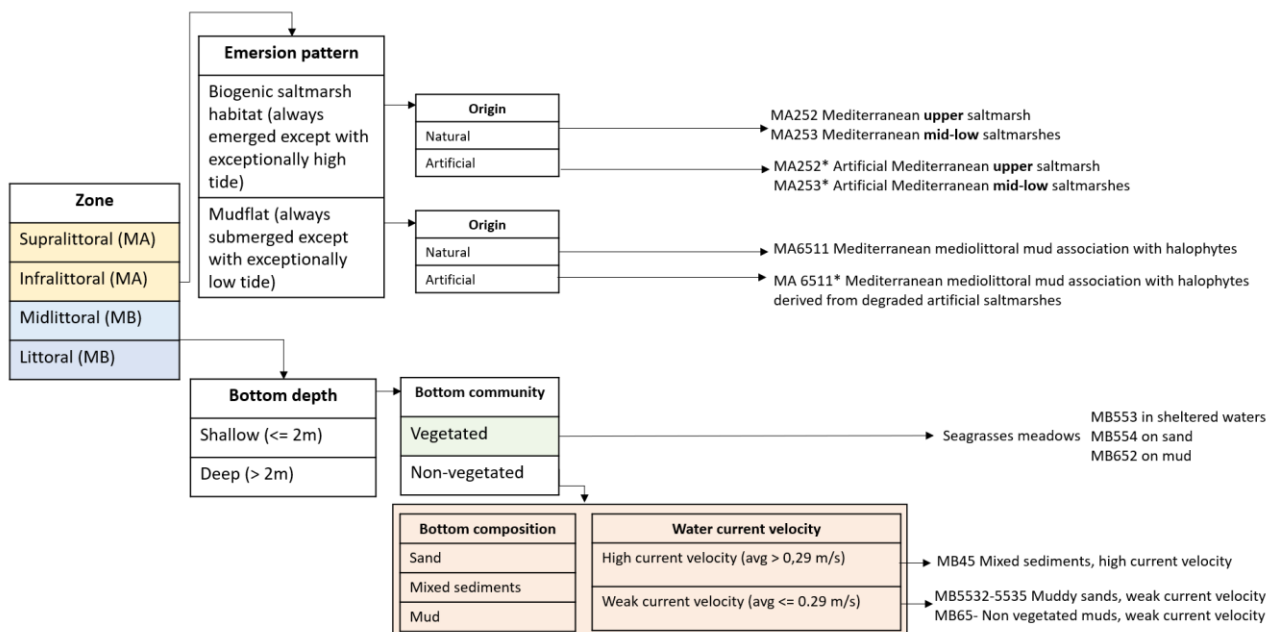 Zone
Supralittoral (MA)
Infralittoral (MA)
Midlittoral (MB)
Littoral (MB)
Emersion pattern
Biogenic saltmarsh
habitat (always
emerged except with
exceptionally high
tide)
Mudflat (always
submerged except
with exceptionally
low tide)
Origin
Natural
Artificial
MA252 Mediterranean upper saltmarsh
MA253 Mediterranean mid-low saltmarshes
MA252* Artificial Mediterranean upper saltmarsh
MA253* Artificial Mediterranean mid-low saltmarshes
Origin
Natural
Artificial
MA6511 Mediterranean mediolittoral mud association with halophytes
MA 6511* Mediterranean mediolittoral mud association with halophytes
derived from degraded artificial saltmarshes
Bottom depth
Shallow (<= 2m)
Deep (> 2m)
Bottom community
Vegetated
Non-vegetated
Seagrasses meadows
MB553 in sheltered waters
MB554 on sand
MB652 on mud
Bottom composition
Sand
Mixed sediments
Mud
Water current velocity
High current velocity (avg > 0,29 m/s)
Weak current velocity (avg <= 0.29 m/s)
MB45 Mixed sediments, high current velocity
MB5532-5535 Muddy sands, weak current velocity
MB65- Non vegetated muds, weak current velocity